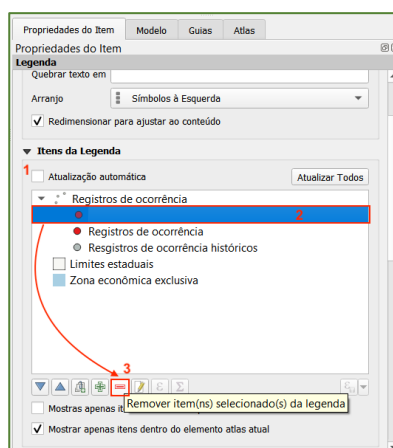 Propriedades do Item Modelo Guias Atlas
Propriedades do Item
Legenda
Quebrar texto em
Arranjo Símbolos à Esquerda
Redimensionar para ajustar ao conteúdo
Itens da Legenda
1 Atualização automática Atualizar Todos
Registros de ocorrência
2
Registros de ocorrência
Resgistros de ocorrência históricos
Limites estaduais
Zona econômica exclusiva
3
ε Σ ε
Mostras apenas
Remover item(ns) selecionado(s) da legenda
Mostrar apenas itens dentro do elemento atlas atual